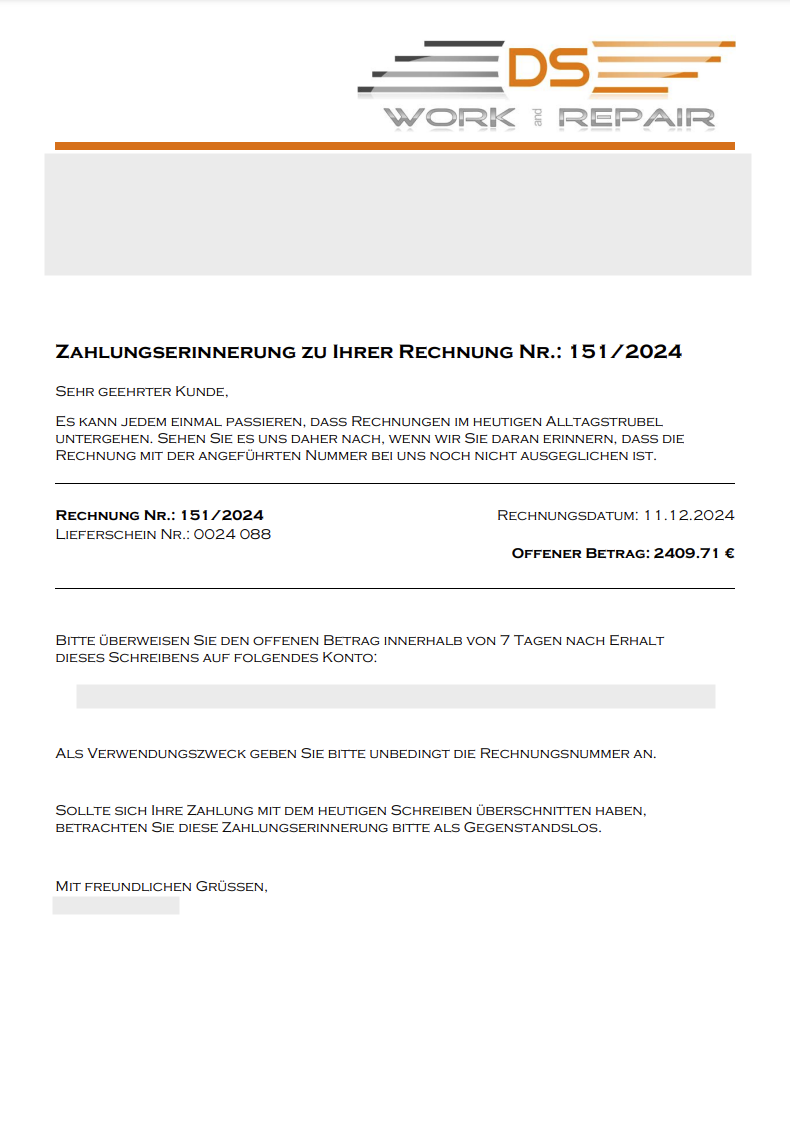 DS
WORK and REPAIR
Zahlungserinnerung zu Ihrer Rechnung Nr.: 151/2024
Sehr geehrter Kunde,
Es kann jedem einmal passieren, dass Rechnungen im heutigen Alltagstrubel
untergehen. Sehen Sie es uns daher nach, wenn wir Sie daran erinnern, dass die
Rechnung mit der angeführten Nummer bei uns noch nicht ausgeglichen ist.
Rechnung Nr.: 151/2024 Rechnungsdatum: 11.12.2024
Lieferschein Nr.: 0024 088
Offener Betrag: 2409.71 €
Bitte überweisen Sie den offenen Betrag innerhalb von 7 Tagen nach Erhalt
dieses Schreibens auf folgendes Konto:
Als Verwendungszweck geben Sie bitte unbedingt die Rechnungsnummer an.
Sollte sich Ihre Zahlung mit dem heutigen Schreiben überschnitten haben,
betrachten Sie diese Zahlungserinnerung bitte als Gegenstandslos.
Mit freundlichen Grüssen,